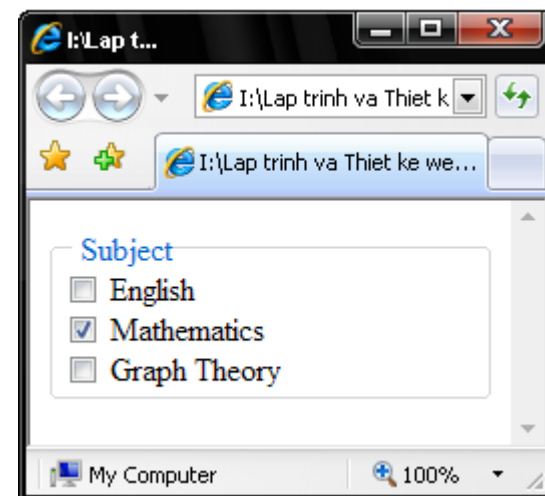 I:\Lap t...
I:\Lap trinh va Thiet k
I:\Lap trinh va Thiet ke we...
Subject
English
Mathematics
Graph Theory
My Computer 100%